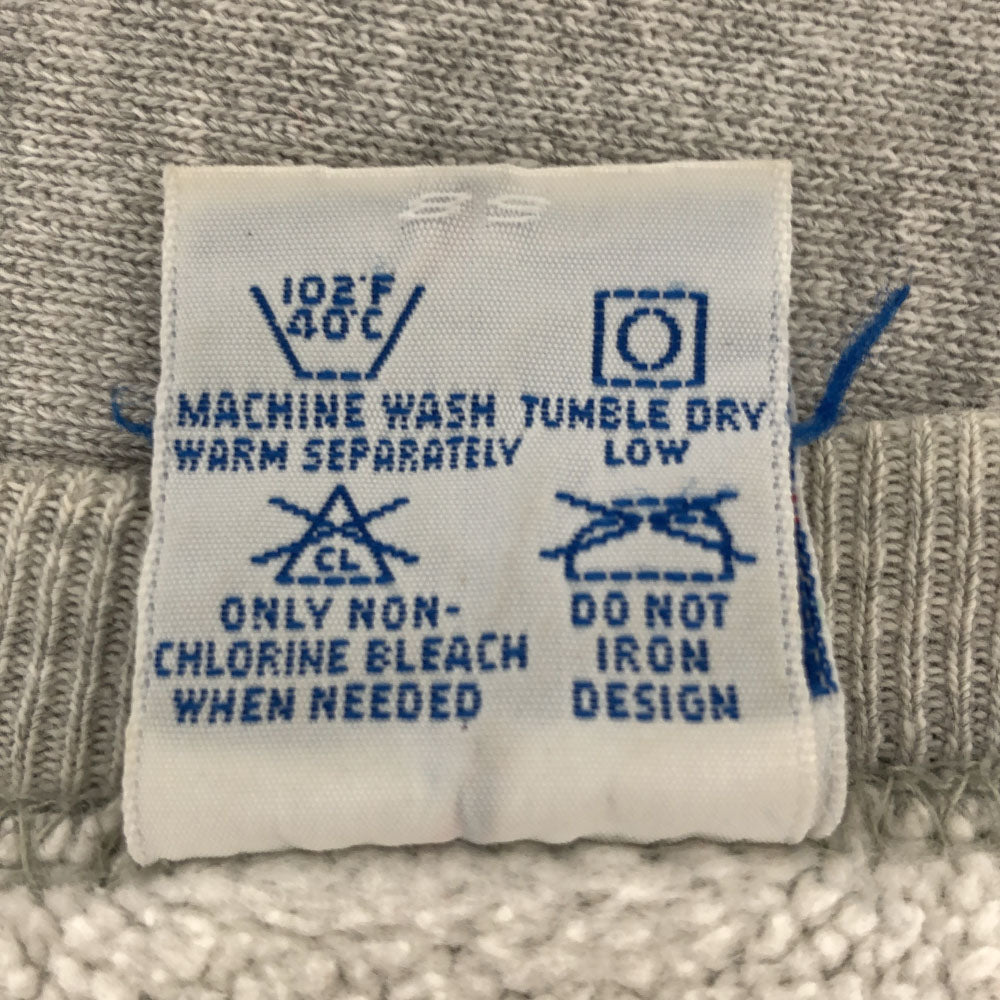 102°F
40°C
MACHINE WASH
WARM SEPARATELY
TUMBLE DRY
LOW
CL
ONLY NON-
CHLORINE BLEACH
WHEN NEEDED
DO NOT
IRON
DESIGN